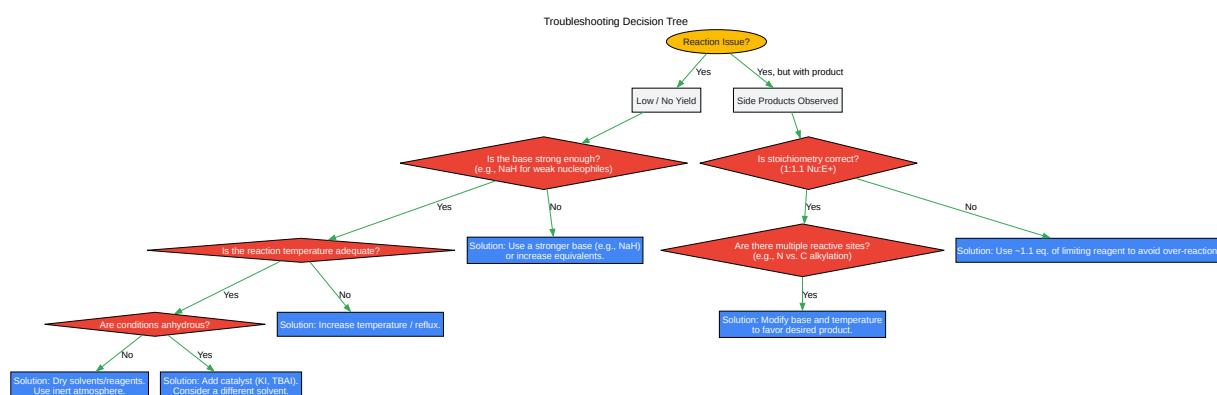 Troubleshooting Decision Tree
Reaction Issue?
Yes
Yes, but with product
Low / No Yield
Side Products Observed
Is the base strong enough?
(e.g., NaH for weak nucleophiles)
Is stoichiometry correct?
(1:1.1 Nu:E+)
Yes
No
Yes
No
Is the reaction temperature adequate?
Solution: Use a stronger base (e.g., NaH)
or increase equivalents.
Are there multiple reactive sites?
(e.g., N vs. C alkylation)
Solution: Use ~1.1 eq. of limiting reagent to avoid over-reaction.
Yes
No
Yes
Are conditions anhydrous?
Solution: Increase temperature / reflux.
Solution: Modify base and temperature
to favor desired product.
No
Yes
Solution: Dry solvents/reagents.
Use inert atmosphere.
Solution: Add catalyst (KI, TBAI).
Consider a different solvent.